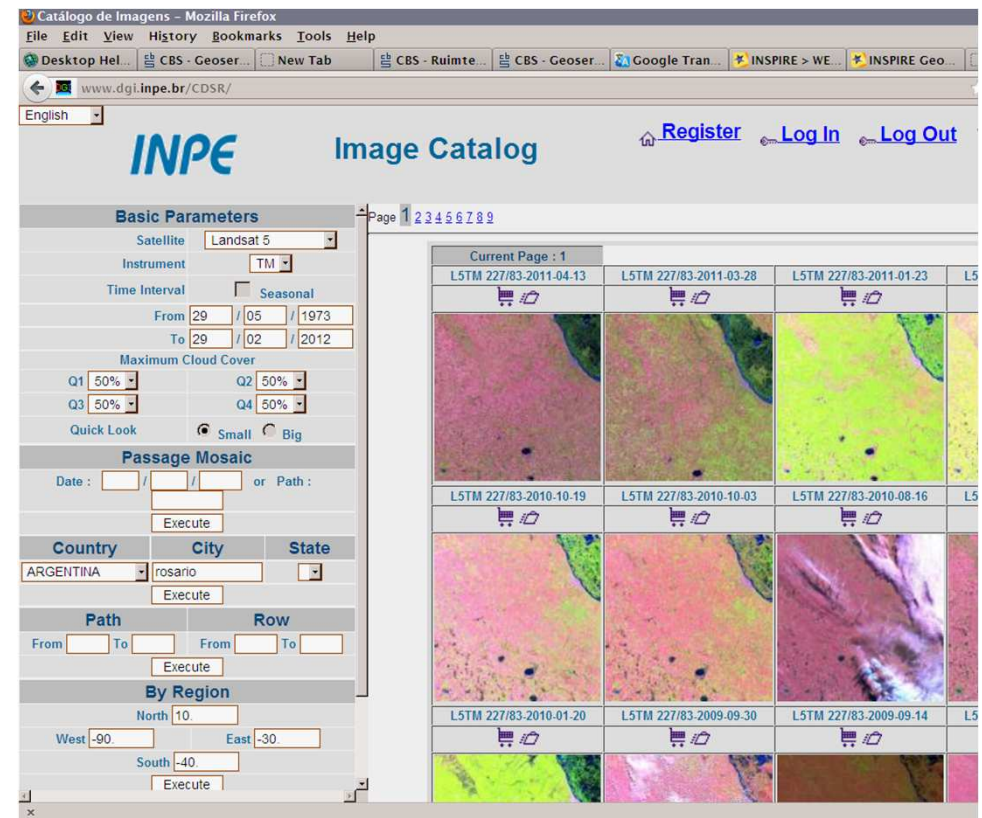 Catálogo de Imagens - Mozilla Firefox
File Edit View History Bookmarks Tools Help
Desktop Hel... CBS - Geoser... New Tab CBS - Ruimte... CBS - Geoser... Google Tran... INSPIRE > WE... INSPIRE Geo...
www.dgi.inpe.br/CDSR/
English
INPE Image Catalog Register Log In Log Out
Basic Parameters
Satellite Landsat 5
Instrument TM
Time Interval Seasonal
From 29 / 05 / 1973
To 29 / 02 / 2012
Maximum Cloud Cover
Q1 50% Q2 50%
Q3 50% Q4 50%
Quick Look Small Big
Passage Mosaic
Date : / / or Path :
Execute
Country City State
ARGENTINA rosario
Execute
Path Row
From To From To
Execute
By Region
North 10.
West -90. East -30.
South -40.
Execute
Page 1 2 3 4 5 6 7 8 9
Current Page : 1
L5TM 227/83-2011-04-13 L5TM 227/83-2011-03-28 L5TM 227/83-2011-01-23 L5
L5TM 227/83-2010-10-19 L5TM 227/83-2010-10-03 L5TM 227/83-2010-08-16 L5
L5TM 227/83-2010-01-20 L5TM 227/83-2009-09-30 L5TM 227/83-2009-09-14 L5
x